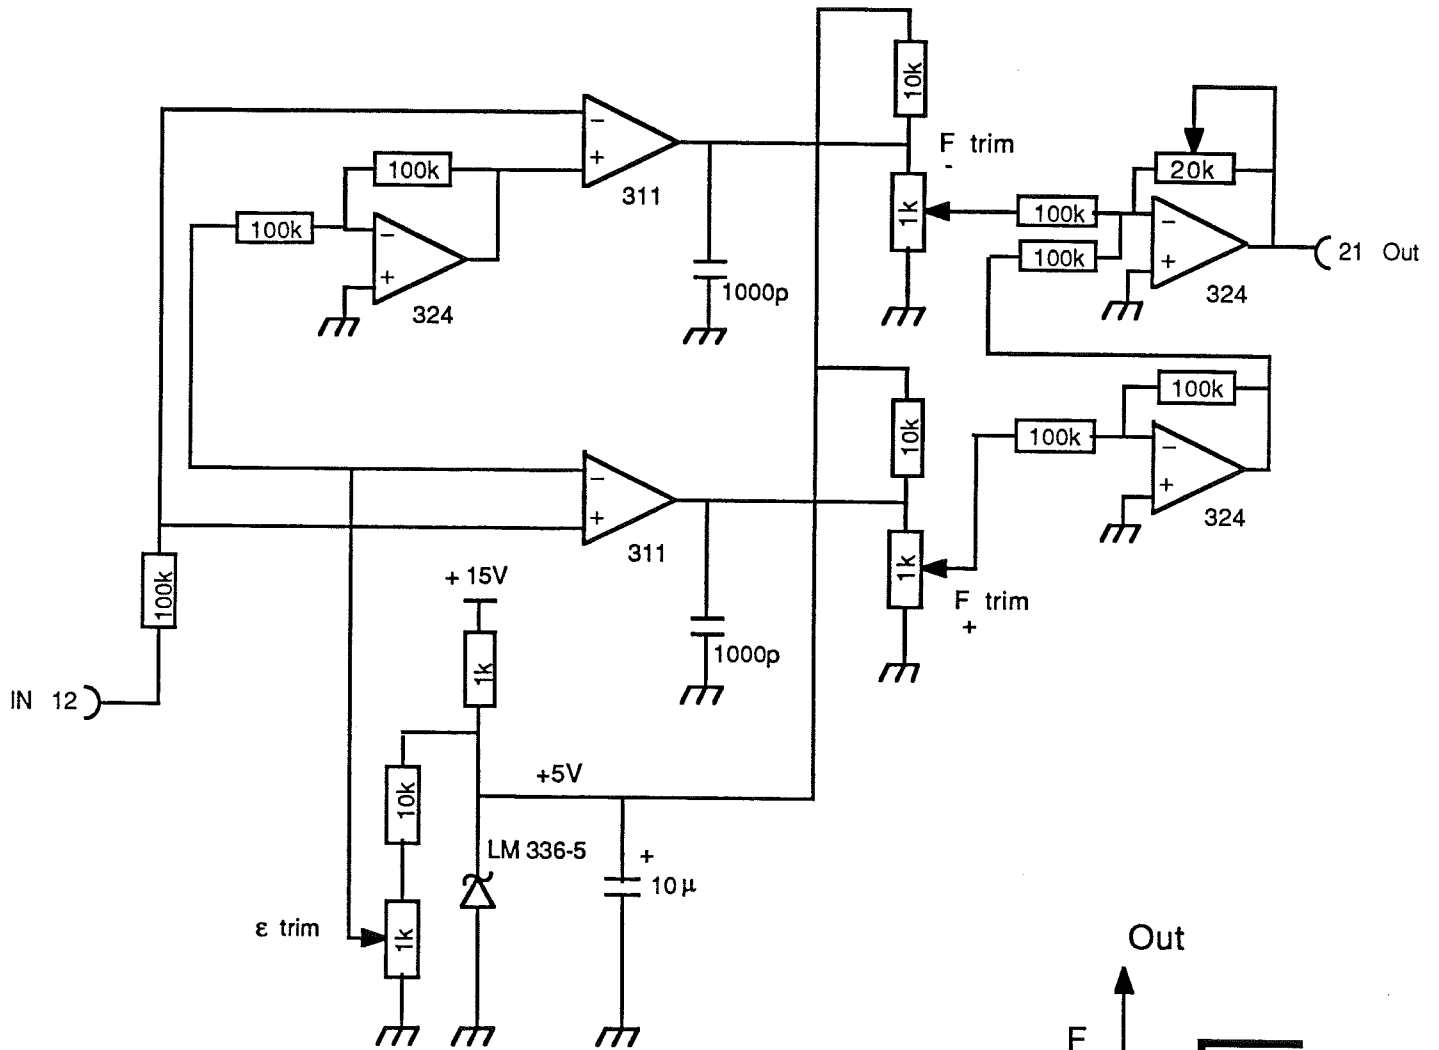 10k
F trim
-
−
+
311
100k
100k
−
+
324
1k
100k
100k
20k
−
+
324
21 Out
1000p
10k
100k
100k
−
+
324
−
+
311
1k
F trim
+
100k
+ 15V
1k
1000p
IN 12
+5V
10k
LM 336-5
+
10 µ
ε trim
1k
Out
F